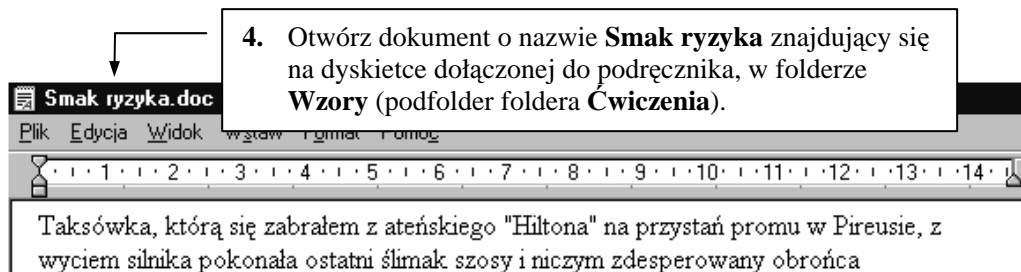 4. Otwórz dokument o nazwie Smak ryzyka znajdujący się
na dyskietce dołączonej do podręcznika, w folderze
Wzory (podfolder foldera Ćwiczenia).
Smak ryzyka.doc
Plik Edycja Widok Wstaw Format Pomoc
1 2 3 4 5 6 7 8 9 10 11 12 13 14
Taksówka, którą się zabrałem z ateńskiego "Hiltona" na przystań promu w Pireusie, z
wyciem silnika pokonała ostatni ślimak szosy i niczym zdesperowany obrońca